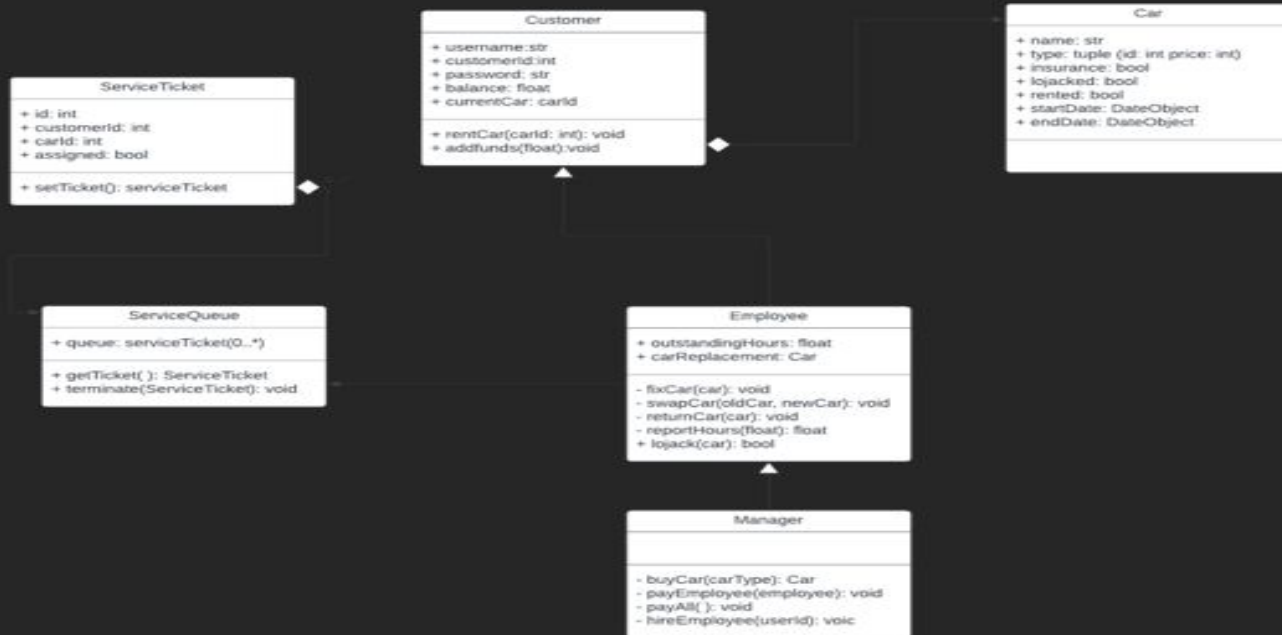 Customer
+ username:str
+ customerId:int
+ password: str
+ balance: float
+ currentCar: carId
+ rentCar(carId: int): void
+ addfunds(float):void
Car
+ name: str
+ type: tuple (id: int price: int)
+ insurance: bool
+ lojacked: bool
+ rented: bool
+ startDate: DateObject
+ endDate: DateObject
ServiceTicket
+ id: int
+ customerId: int
+ carId: int
+ assigned: bool
+ setTicket(): serviceTicket
ServiceQueue
+ queue: serviceTicket(0..*)
+ getTicket( ): ServiceTicket
+ terminate(ServiceTicket): void
Employee
+ outstandingHours: float
+ carReplacement: Car
- fixCar(car): void
- swapCar(oldCar, newCar): void
- returnCar(car): void
- reportHours(float): float
+ lojack(car): bool
Manager
- buyCar(carType): Car
- payEmployee(employee): void
- payAll( ): void
- hireEmployee(userId): voic